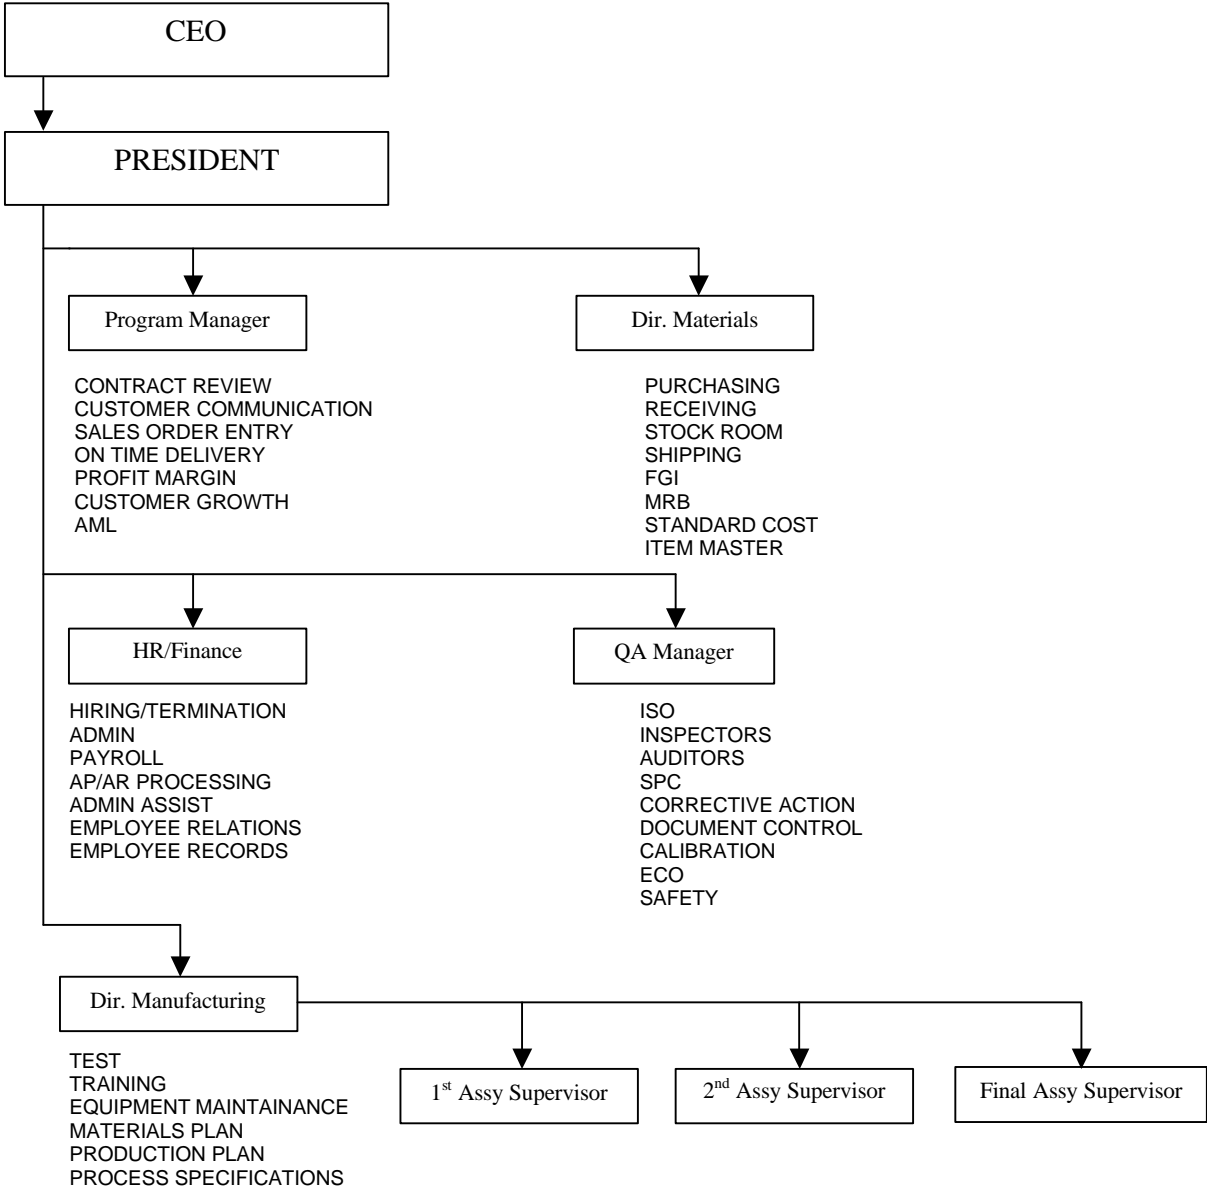 CEO
PRESIDENT
Program Manager
CONTRACT REVIEW
CUSTOMER COMMUNICATION
SALES ORDER ENTRY
ON TIME DELIVERY
PROFIT MARGIN
CUSTOMER GROWTH
AML
Dir. Materials
PURCHASING
RECEIVING
STOCK ROOM
SHIPPING
FGI
MRB
STANDARD COST
ITEM MASTER
HR/Finance
HIRING/TERMINATION
ADMIN
PAYROLL
AP/AR PROCESSING
ADMIN ASSIST
EMPLOYEE RELATIONS
EMPLOYEE RECORDS
QA Manager
ISO
INSPECTORS
AUDITORS
SPC
CORRECTIVE ACTION
DOCUMENT CONTROL
CALIBRATION
ECO
SAFETY
Dir. Manufacturing
TEST
TRAINING
EQUIPMENT MAINTAINANCE
MATERIALS PLAN
PRODUCTION PLAN
PROCESS SPECIFICATIONS
1st Assy Supervisor
2nd Assy Supervisor
Final Assy Supervisor